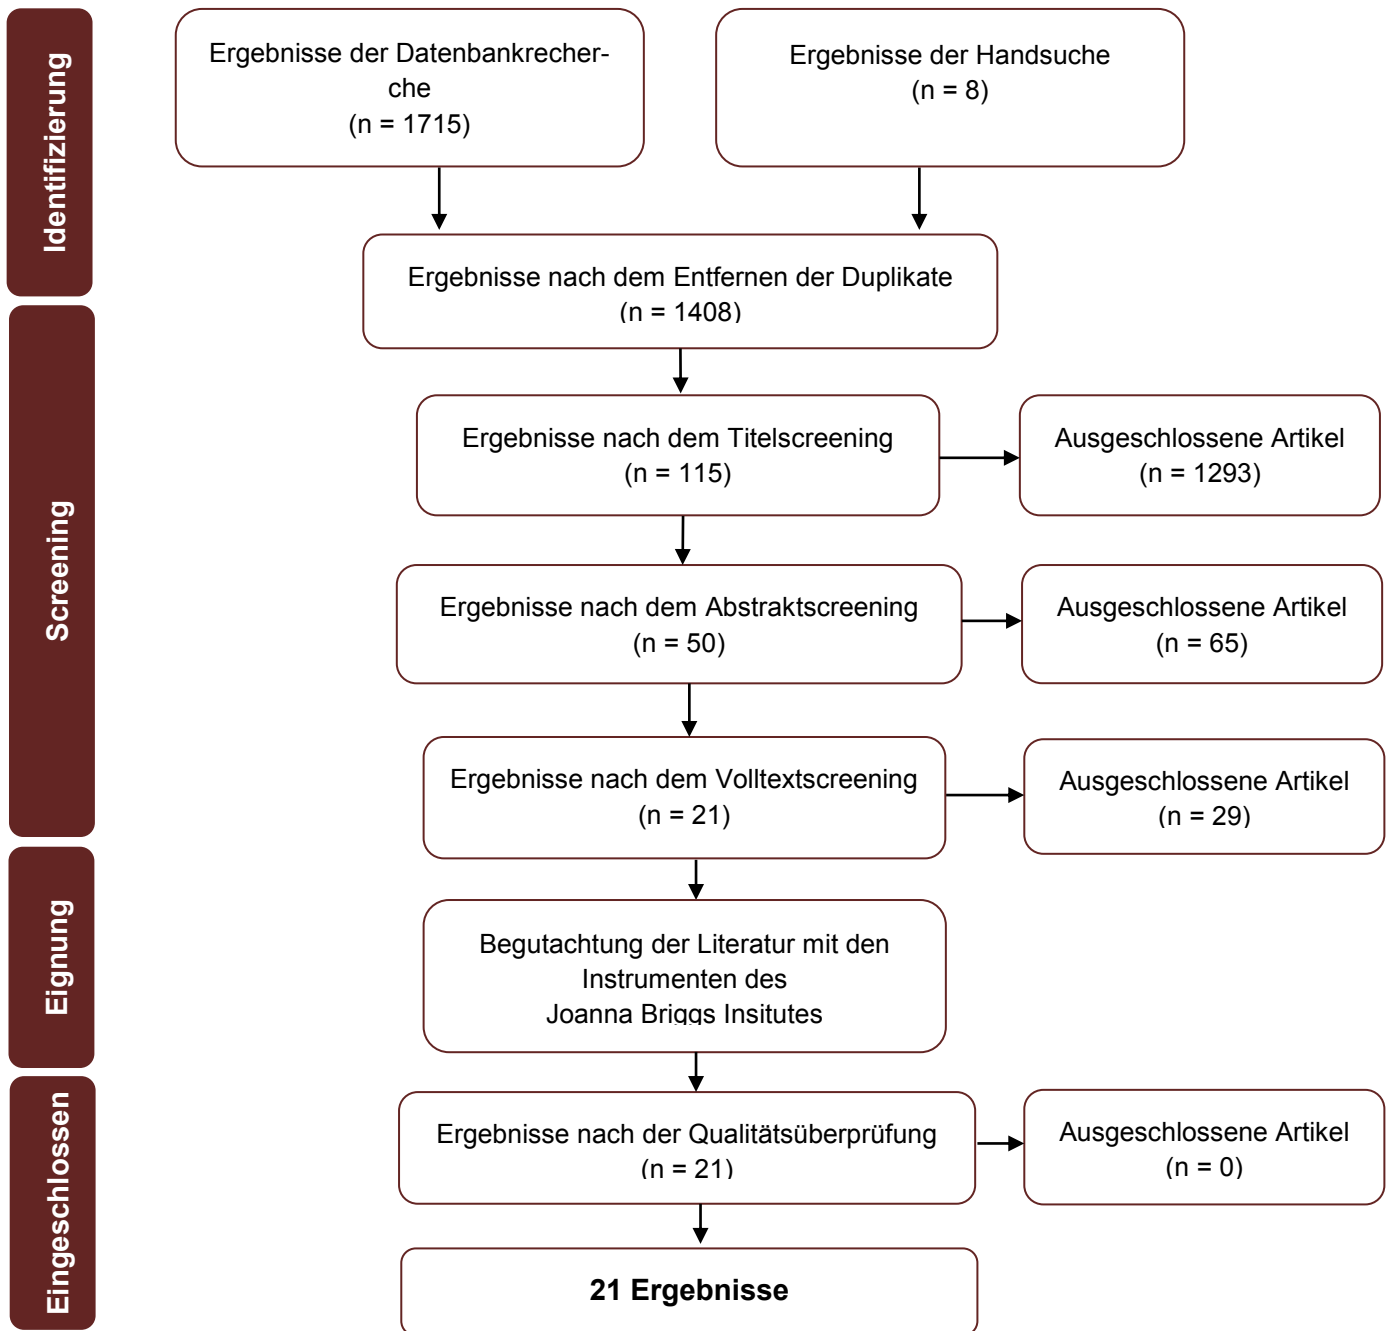 Identifizierung
Ergebnisse der Datenbankrecher-
che
(n = 1715)
Ergebnisse der Handsuche
(n = 8)
Ergebnisse nach dem Entfernen der Duplikate
(n = 1408)
Screening
Ergebnisse nach dem Titelscreening
(n = 115)
Ausgeschlossene Artikel
(n = 1293)
Ergebnisse nach dem Abstraktscreening
(n = 50)
Ausgeschlossene Artikel
(n = 65)
Ergebnisse nach dem Volltextscreening
(n = 21)
Ausgeschlossene Artikel
(n = 29)
Eignung
Begutachtung der Literatur mit den
Instrumenten des
Joanna Briggs Insitutes
Eingeschlossen
Ergebnisse nach der Qualitätsüberprüfung
(n = 21)
Ausgeschlossene Artikel
(n = 0)
21 Ergebnisse